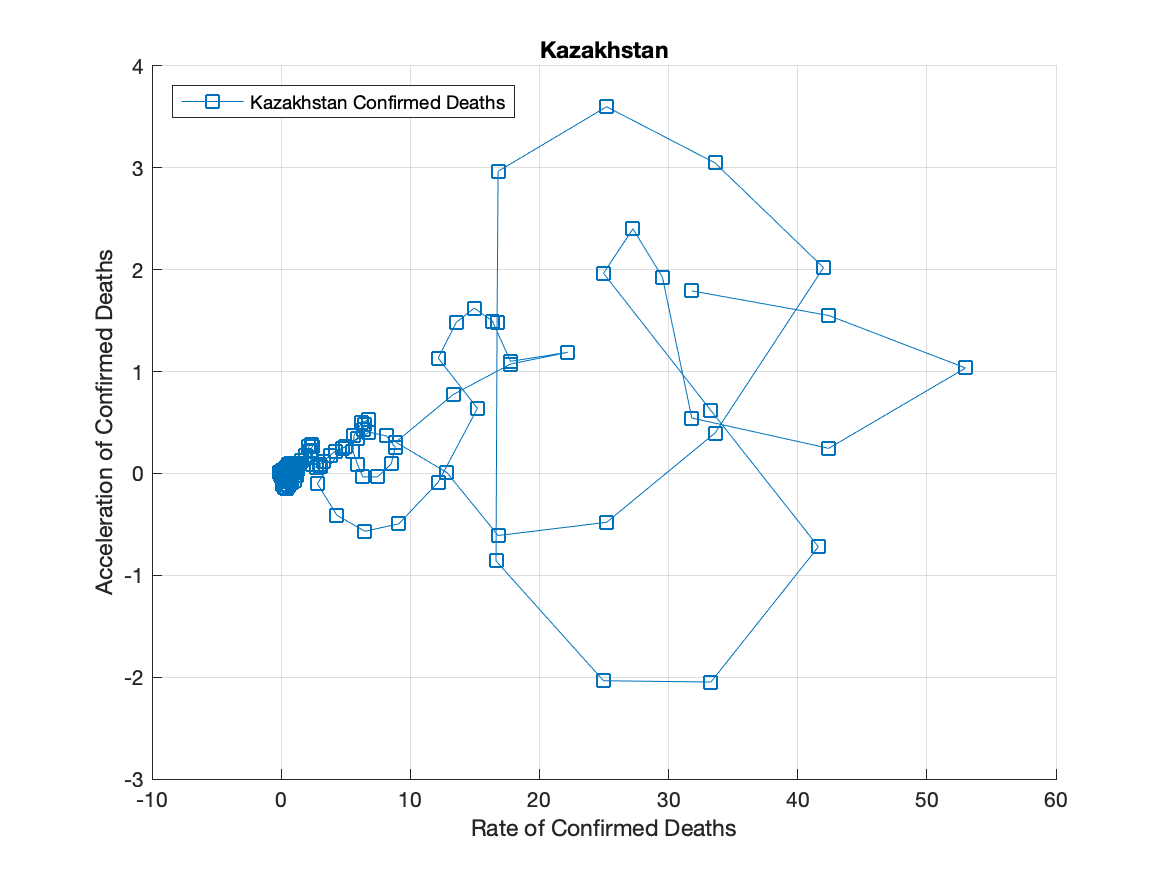 Kazakhstan
Kazakhstan Confirmed Deaths
4
3
2
1
0
-1
-2
-3
Acceleration of Confirmed Deaths
-10 0 10 20 30 40 50 60
Rate of Confirmed Deaths